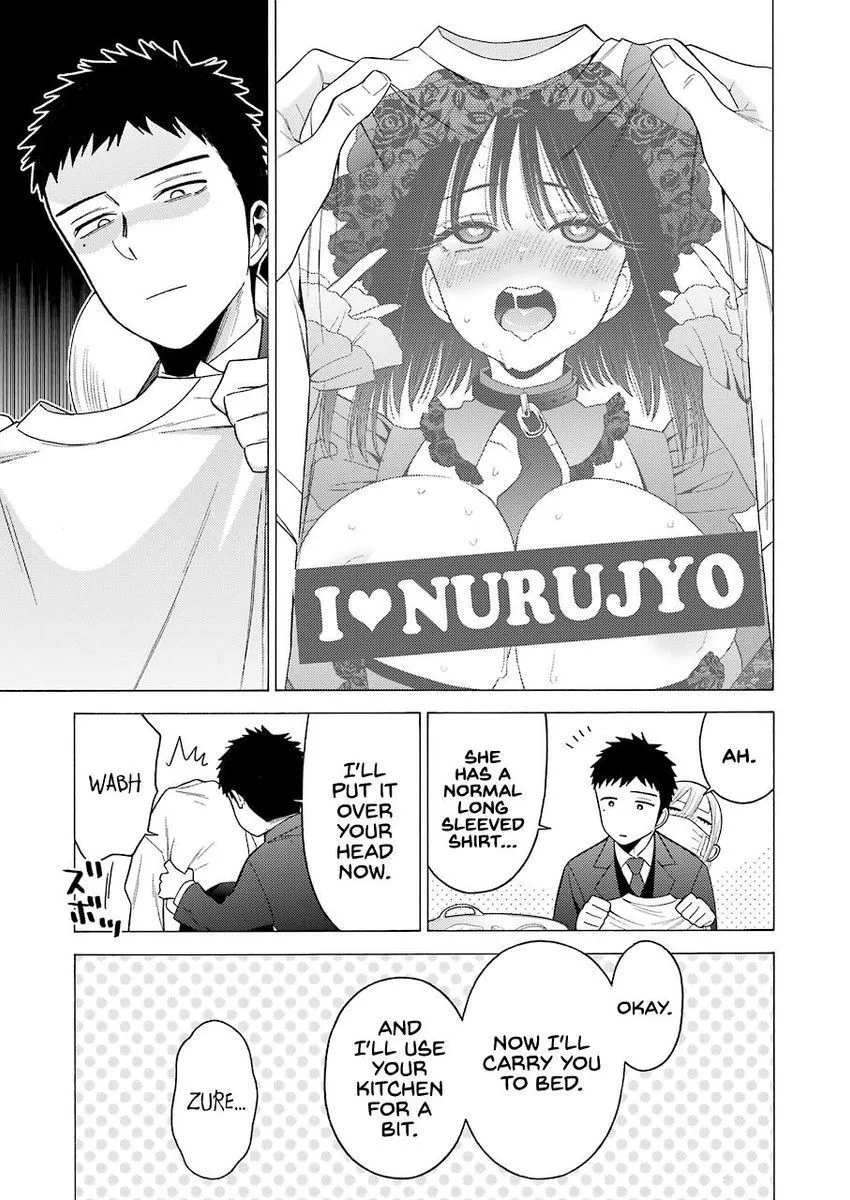 I♥NURUJYO
AH.
SHE
HAS A
NORMAL
LONG
SLEEVED
SHIRT...
I'LL
PUT IT
OVER
YOUR
HEAD
NOW.
WABH
ズボッ
OKAY.
NOW I'LL
CARRY YOU
TO BED.
AND
I'LL USE
YOUR
KITCHEN
FOR A
BIT.
ZURE...